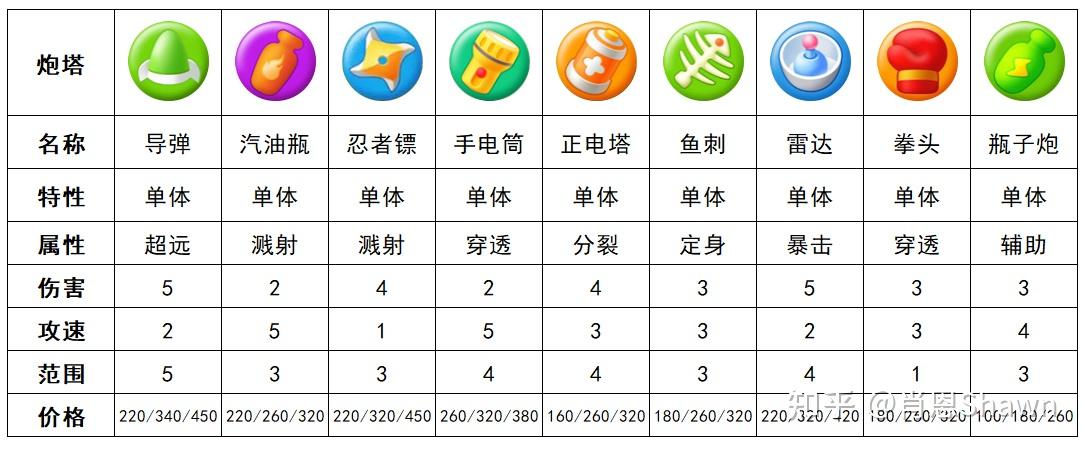 炮塔
名称 导弹 汽油瓶 忍者镖 手电筒 正电塔 鱼刺 雷达 拳头 瓶子炮
特性 单体 单体 单体 单体 单体 单体 单体 单体 单体
属性 超远 溅射 溅射 穿透 分裂 定身 暴击 穿透 辅助
伤害 5 2 4 2 4 3 5 3 3
攻速 2 5 1 5 3 3 2 3 4
范围 5 3 3 4 4 3 4 1 3
价格 220/340/450 220/260/320 220/320/450 260/320/380 160/260/320 180/260/320 220/320/420 180/260/320 100/180/260
知乎 @肖恩Shawn